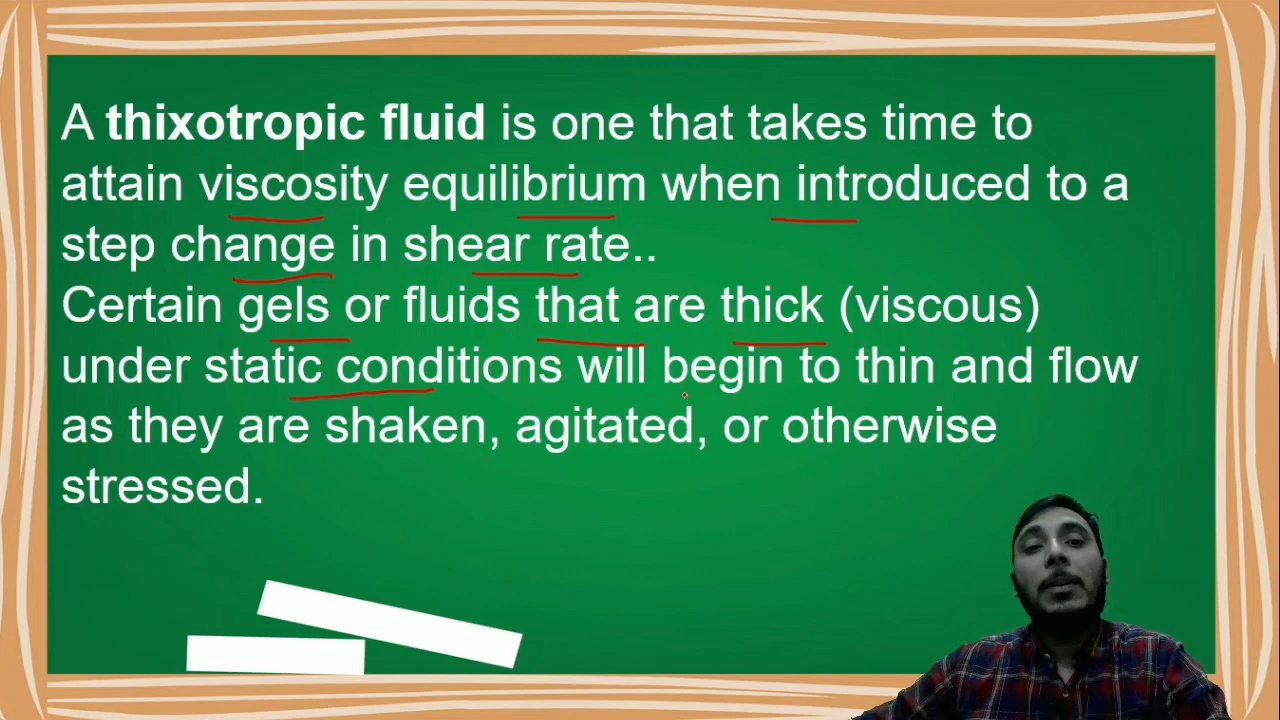 A thixotropic fluid is one that takes time to
attain viscosity equilibrium when introduced to a
step change in shear rate..
Certain gels or fluids that are thick (viscous)
under static conditions will begin to thin and flow
as they are shaken, agitated, or otherwise
stressed.